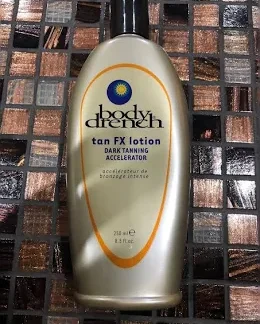 body
drench
tan FX lotion
DARK TANNING
ACCELERATOR
accélérateur de
bronzage intense
250 ml ℮
8.5 fl.oz.